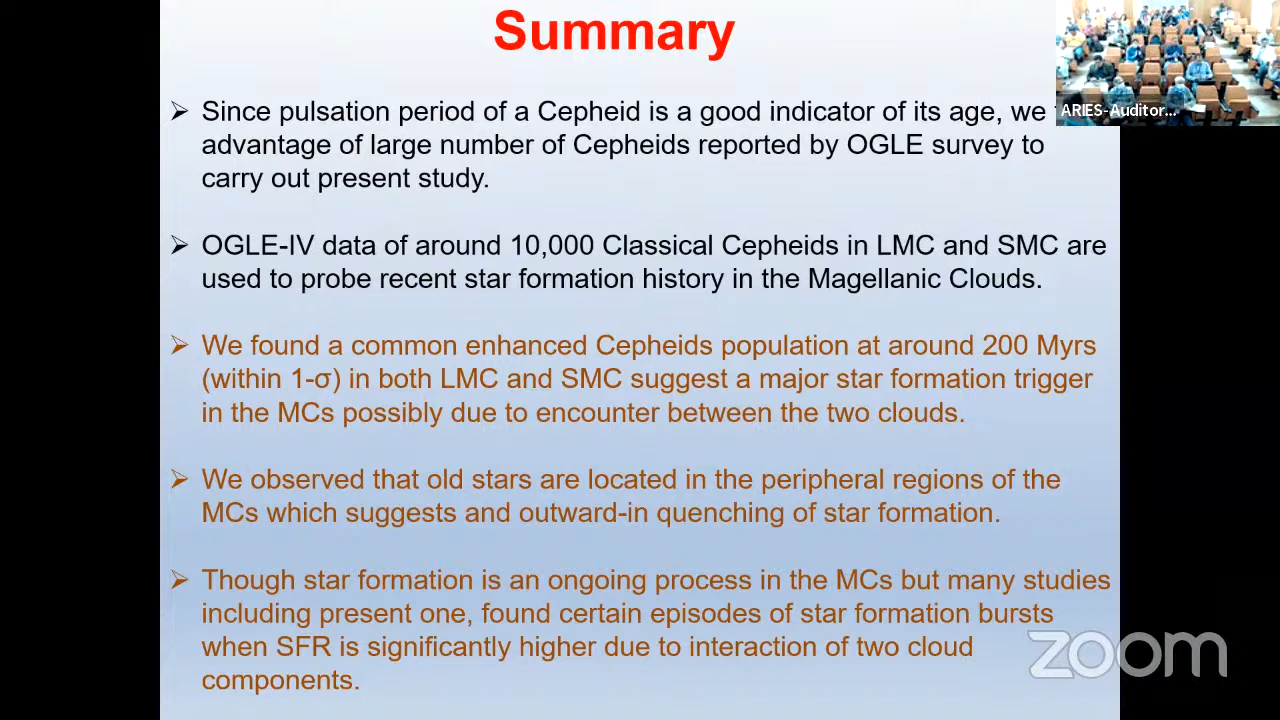 Summary
➢ Since pulsation period of a Cepheid is a good indicator of its age, we
advantage of large number of Cepheids reported by OGLE survey to
carry out present study.
➢ OGLE-IV data of around 10,000 Classical Cepheids in LMC and SMC are
used to probe recent star formation history in the Magellanic Clouds.
➢ We found a common enhanced Cepheids population at around 200 Myrs
(within 1-σ) in both LMC and SMC suggest a major star formation trigger
in the MCs possibly due to encounter between the two clouds.
➢ We observed that old stars are located in the peripheral regions of the
MCs which suggests and outward-in quenching of star formation.
➢ Though star formation is an ongoing process in the MCs but many studies
including present one, found certain episodes of star formation bursts
when SFR is significantly higher due to interaction of two cloud
components.
ARIES-Auditor...
zoom